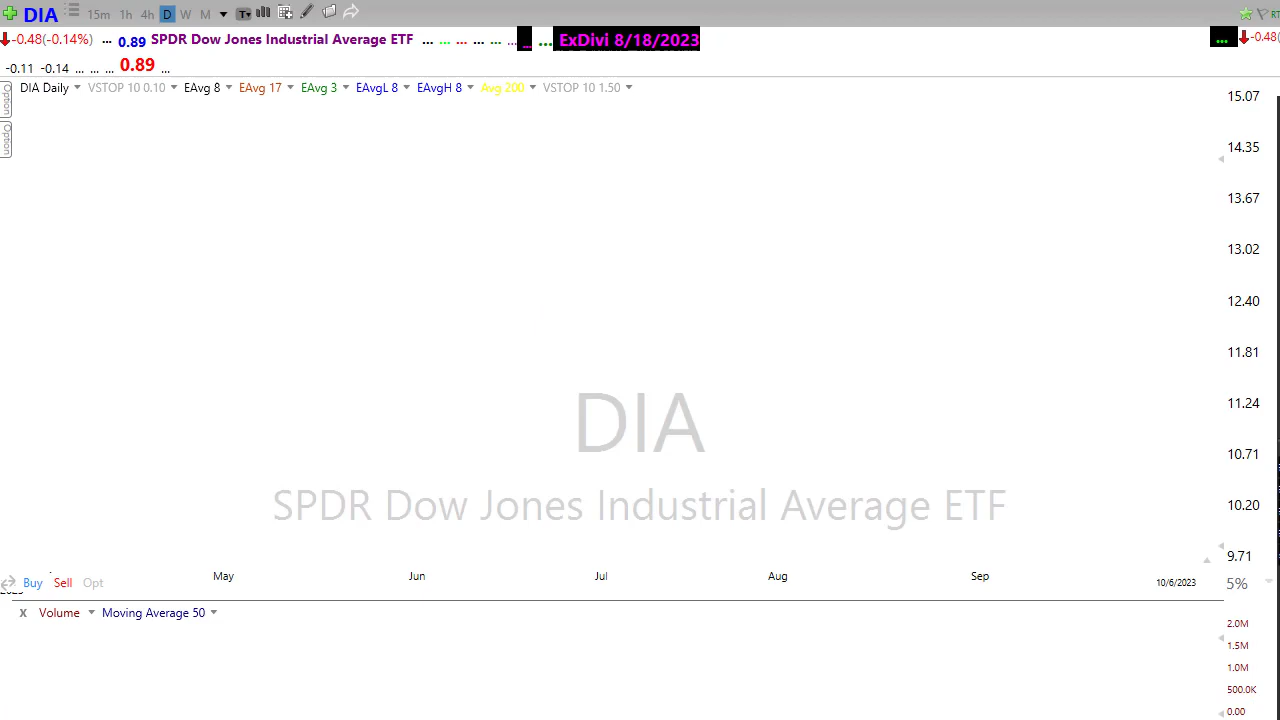 DIA 15m 1h 4h D W M T
-0.48(-0.14%) ... 0.89 SPDR Dow Jones Industrial Average ETF ... ... ... ... ... ... ... ... ExDivi 8/18/2023 ... -0.48(
-0.11 -0.14 ... ... ... 0.89 ...
DIA Daily VSTOP 10 0.10 EAvg 8 EAvg 17 EAvg 3 EAvgL 8 EAvgH 8 Avg 200 VSTOP 10 1.50
Option
Option
15.07
14.35
13.67
13.02
12.40
11.81
11.24
10.71
10.20
9.71
DIA
SPDR Dow Jones Industrial Average ETF
May Jun Jul Aug Sep 10/6/2023
Buy Sell Opt 5%
X Volume Moving Average 50
2.0M
1.5M
1.0M
500.0K
0.00